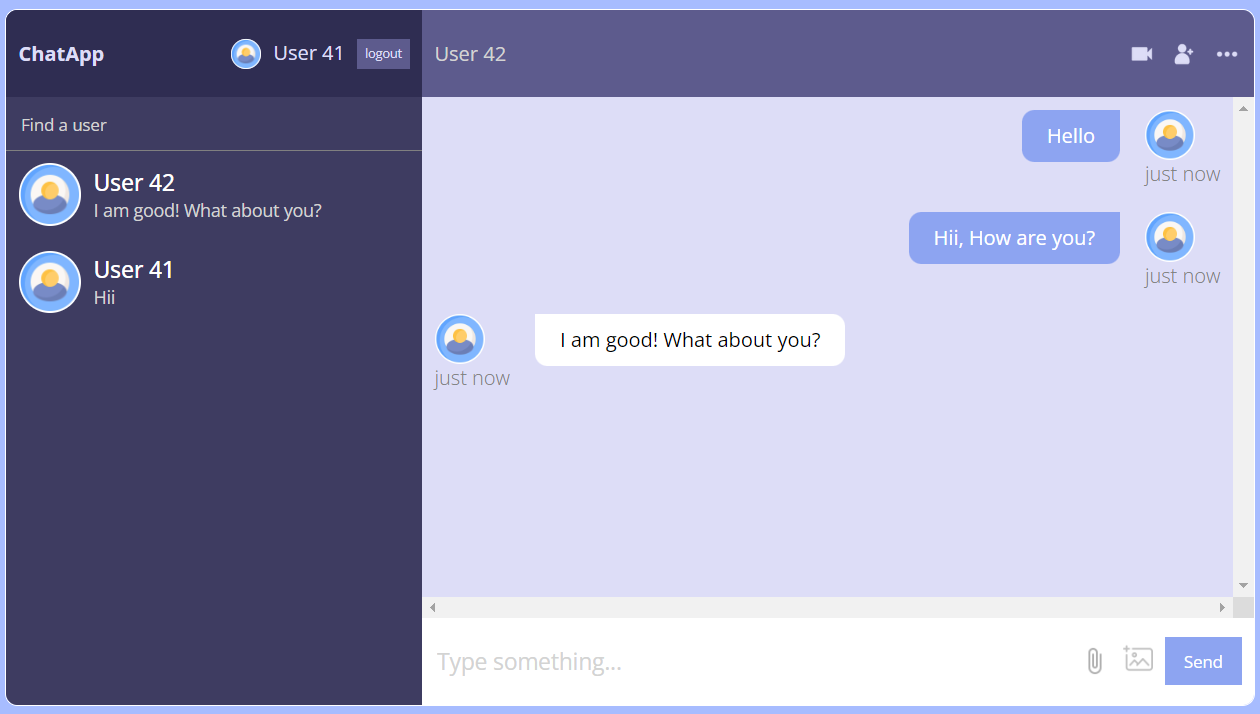 ChatApp
User 41
logout
User 42
Find a user
User 42
I am good! What about you?
User 41
Hii
Hello
just now
Hii, How are you?
just now
I am good! What about you?
just now
Type something...
Send